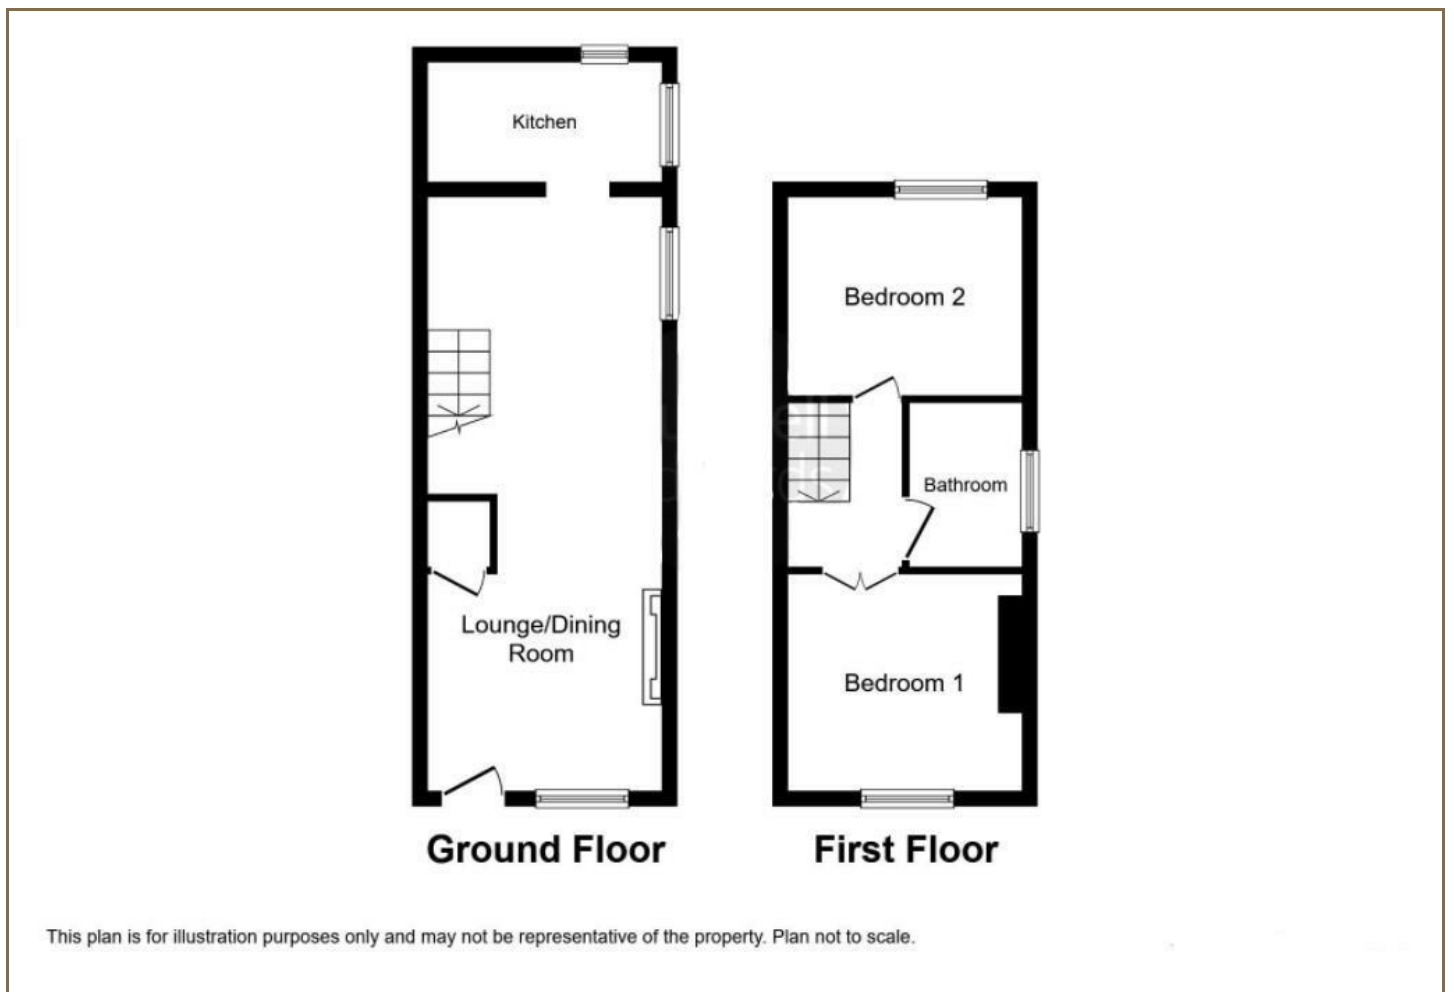 Kitchen
Bedroom 2
Bathroom
Lounge/Dining
Room
Bedroom 1
Ground Floor
First Floor
This plan is for illustration purposes only and may not be representative of the property. Plan not to scale.